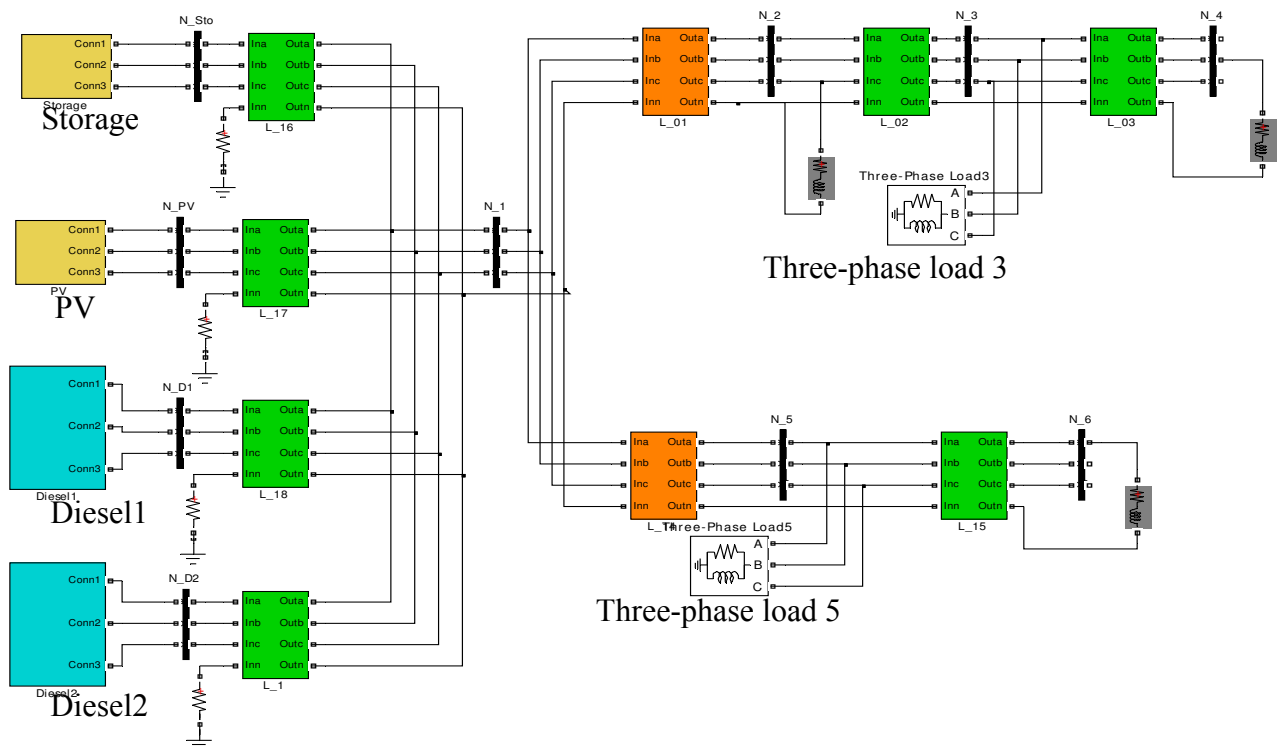 N_Sto
Conn1
Conn2
Conn3
Storage
Storage
Ina Outa
Inb Outb
Inc Outc
Inn Outn
L_16
N_PV
Conn1
Conn2
Conn3
PV
PV
Ina Outa
Inb Outb
Inc Outc
Inn Outn
L_17
N_1
N_D1
Conn1
Conn2
Conn3
Diesel1
Diesel1
Ina Outa
Inb Outb
Inc Outc
Inn Outn
L_18
N_D2
Conn1
Conn2
Conn3
Diesel2
Diesel2
Ina Outa
Inb Outb
Inc Outc
Inn Outn
L_1
Ina Outa
Inb Outb
Inc Outc
Inn Outn
L_01
N_2
Ina Outa
Inb Outb
Inc Outc
Inn Outn
L_02
N_3
Ina Outa
Inb Outb
Inc Outc
Inn Outn
L_03
N_4
Three-Phase Load3
A
B
C
Three-phase load 3
Ina Outa
Inb Outb
Inc Outc
Inn Outn
L_14
N_5
Ina Outa
Inb Outb
Inc Outc
Inn Outn
L_15
N_6
Three-Phase Load5
A
B
C
Three-phase load 5